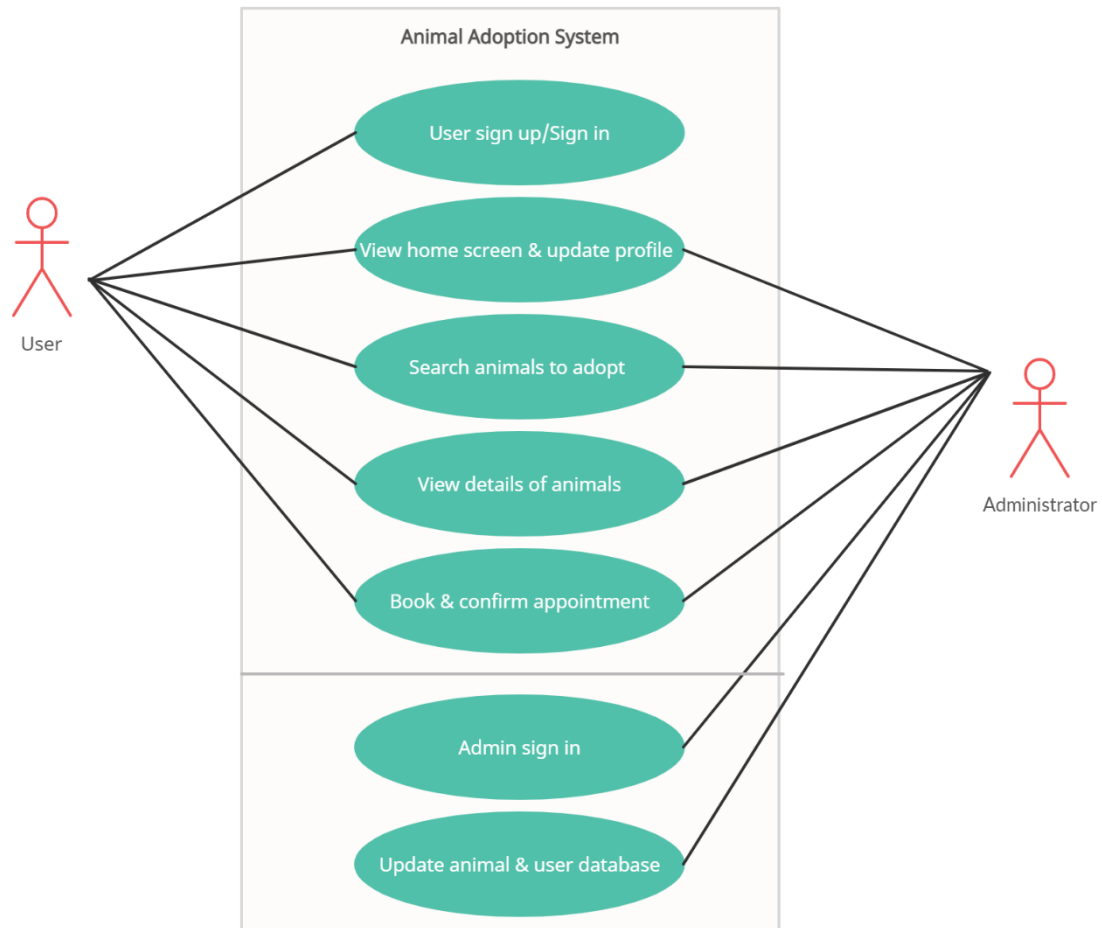 Animal Adoption System
User sign up/Sign in
View home screen & update profile
User
Search animals to adopt
View details of animals
Administrator
Book & confirm appointment
Admin sign in
Update animal & user database